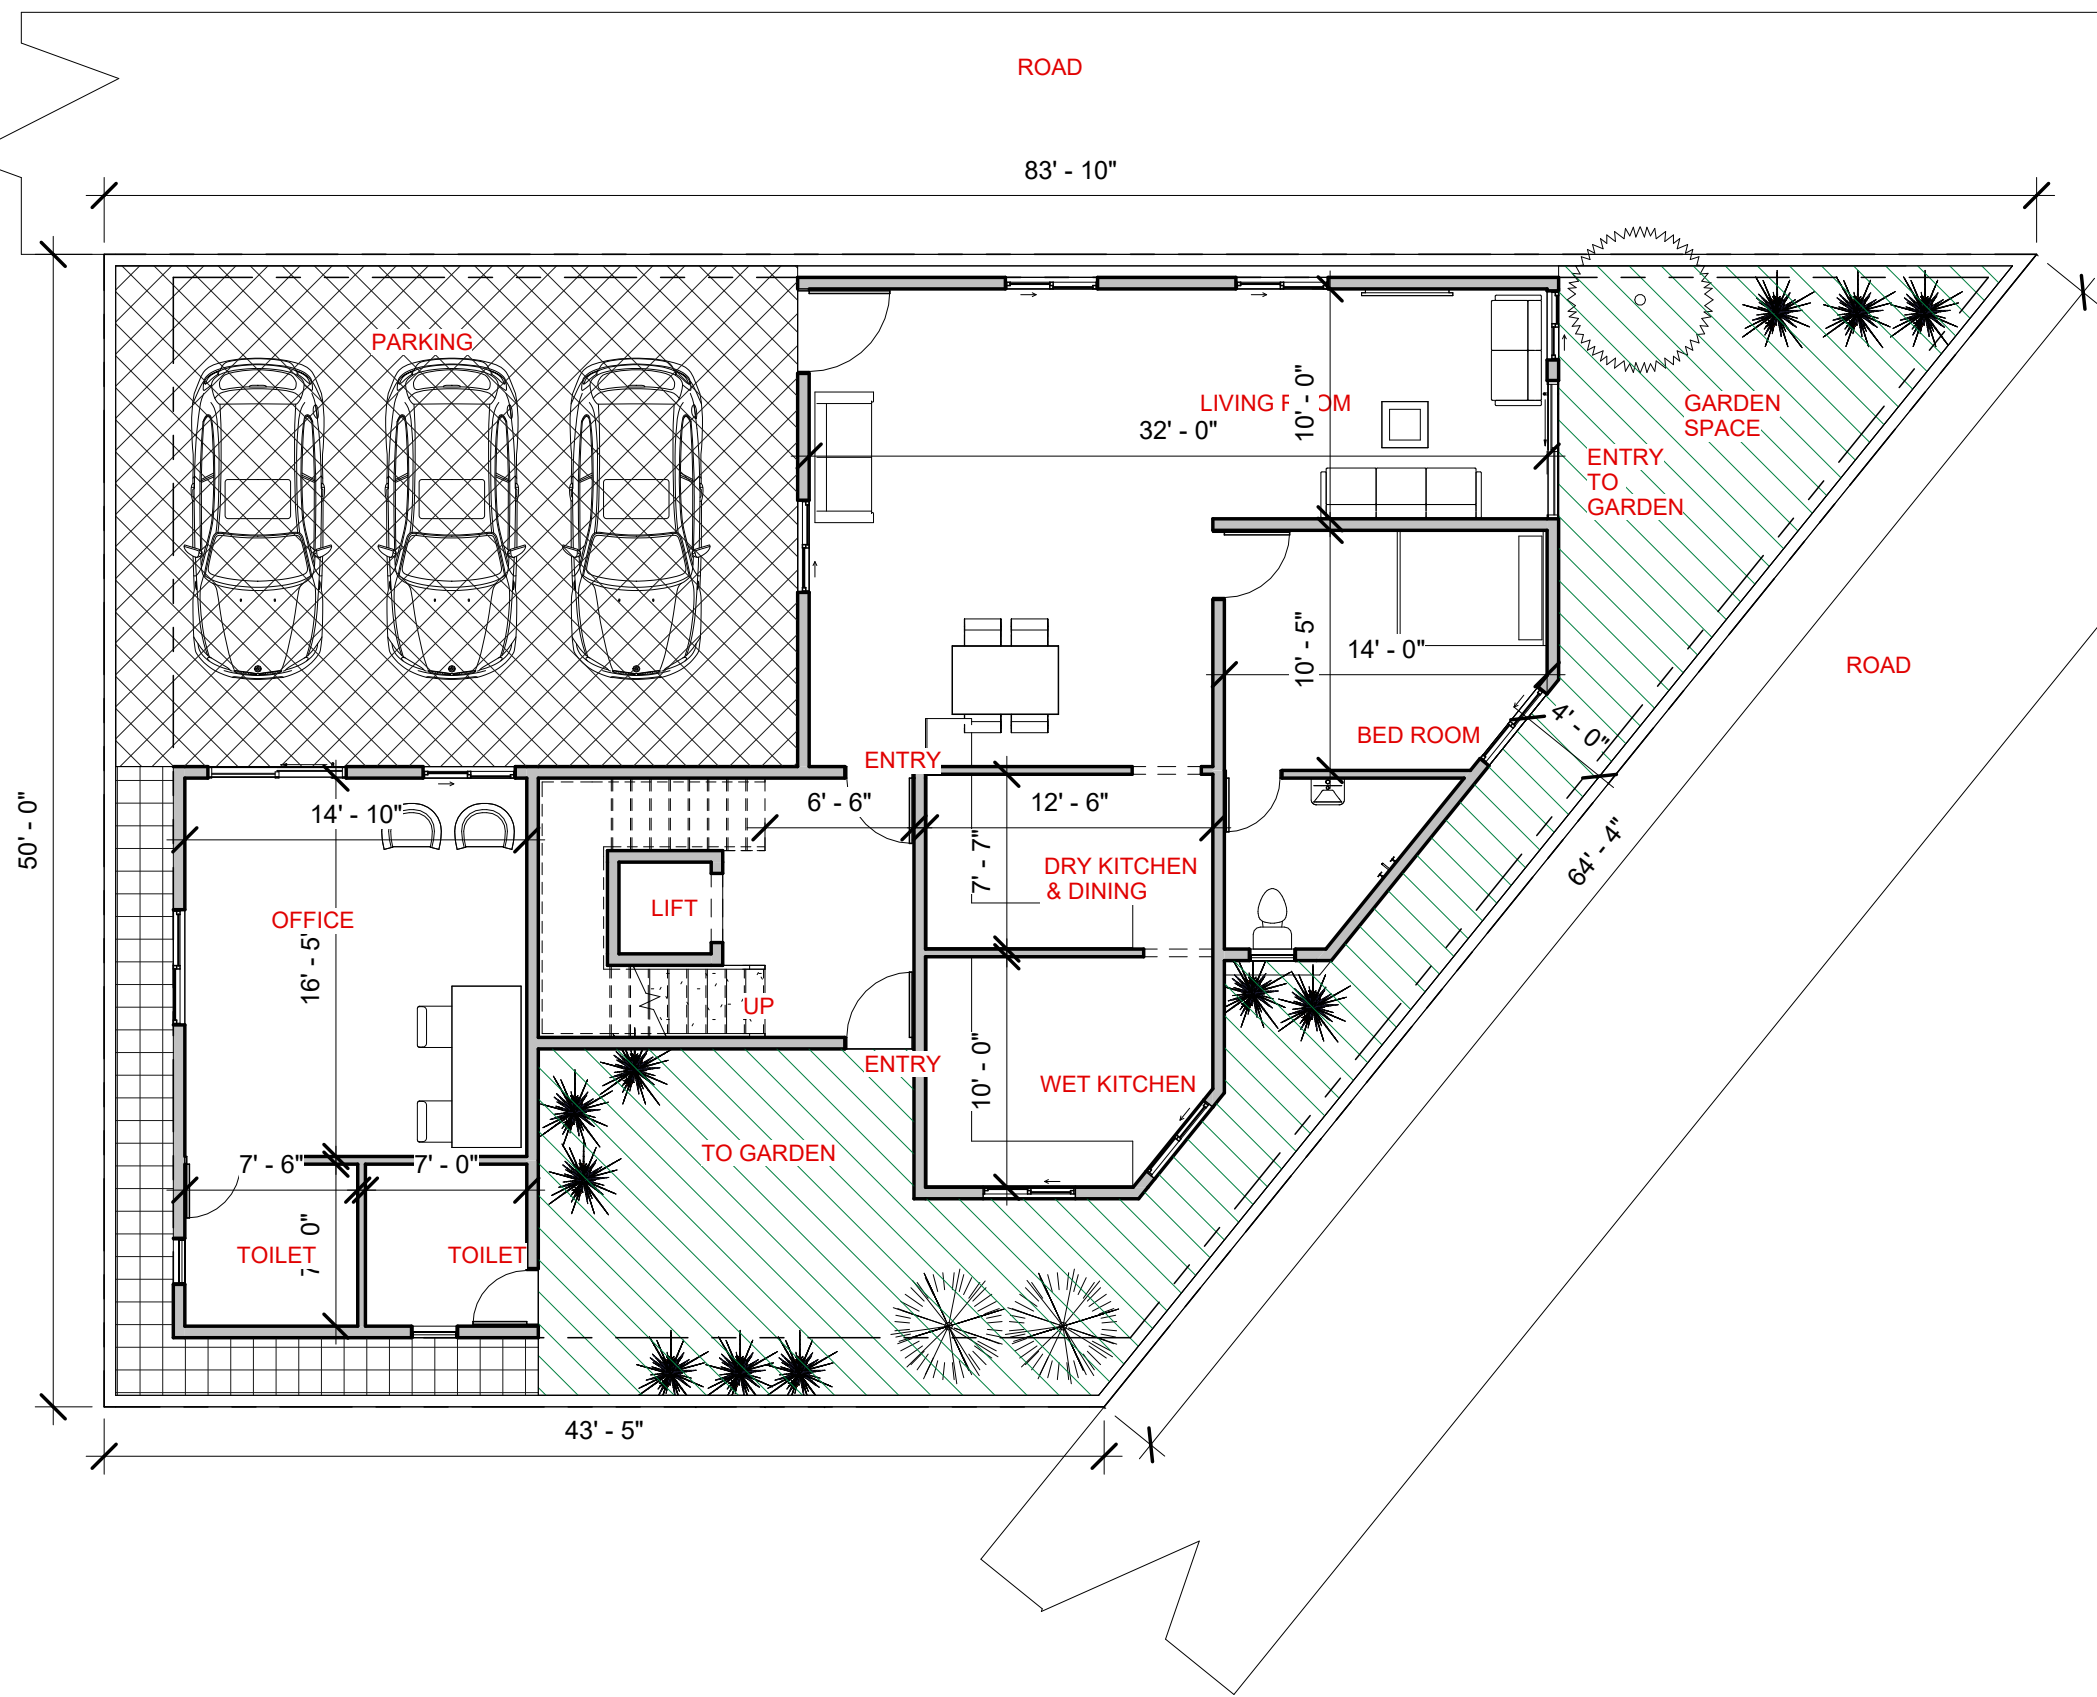 ROAD
83' - 10"
PARKING
LIVING ROOM
10' - 0"
32' - 0"
GARDEN
SPACE
ENTRY
TO
GARDEN
10' - 5"
14' - 0"
ROAD
BED ROOM
4' - 0"
ENTRY
50' - 0"
14' - 10"
6' - 6"
12' - 6"
7' - 7"
DRY KITCHEN
& DINING
64' - 4"
LIFT
OFFICE
16' - 5"
UP
ENTRY
10' - 0"
WET KITCHEN
TO GARDEN
7' - 6"
7' - 0"
7' - 0"
TOILET
TOILET
43' - 5"